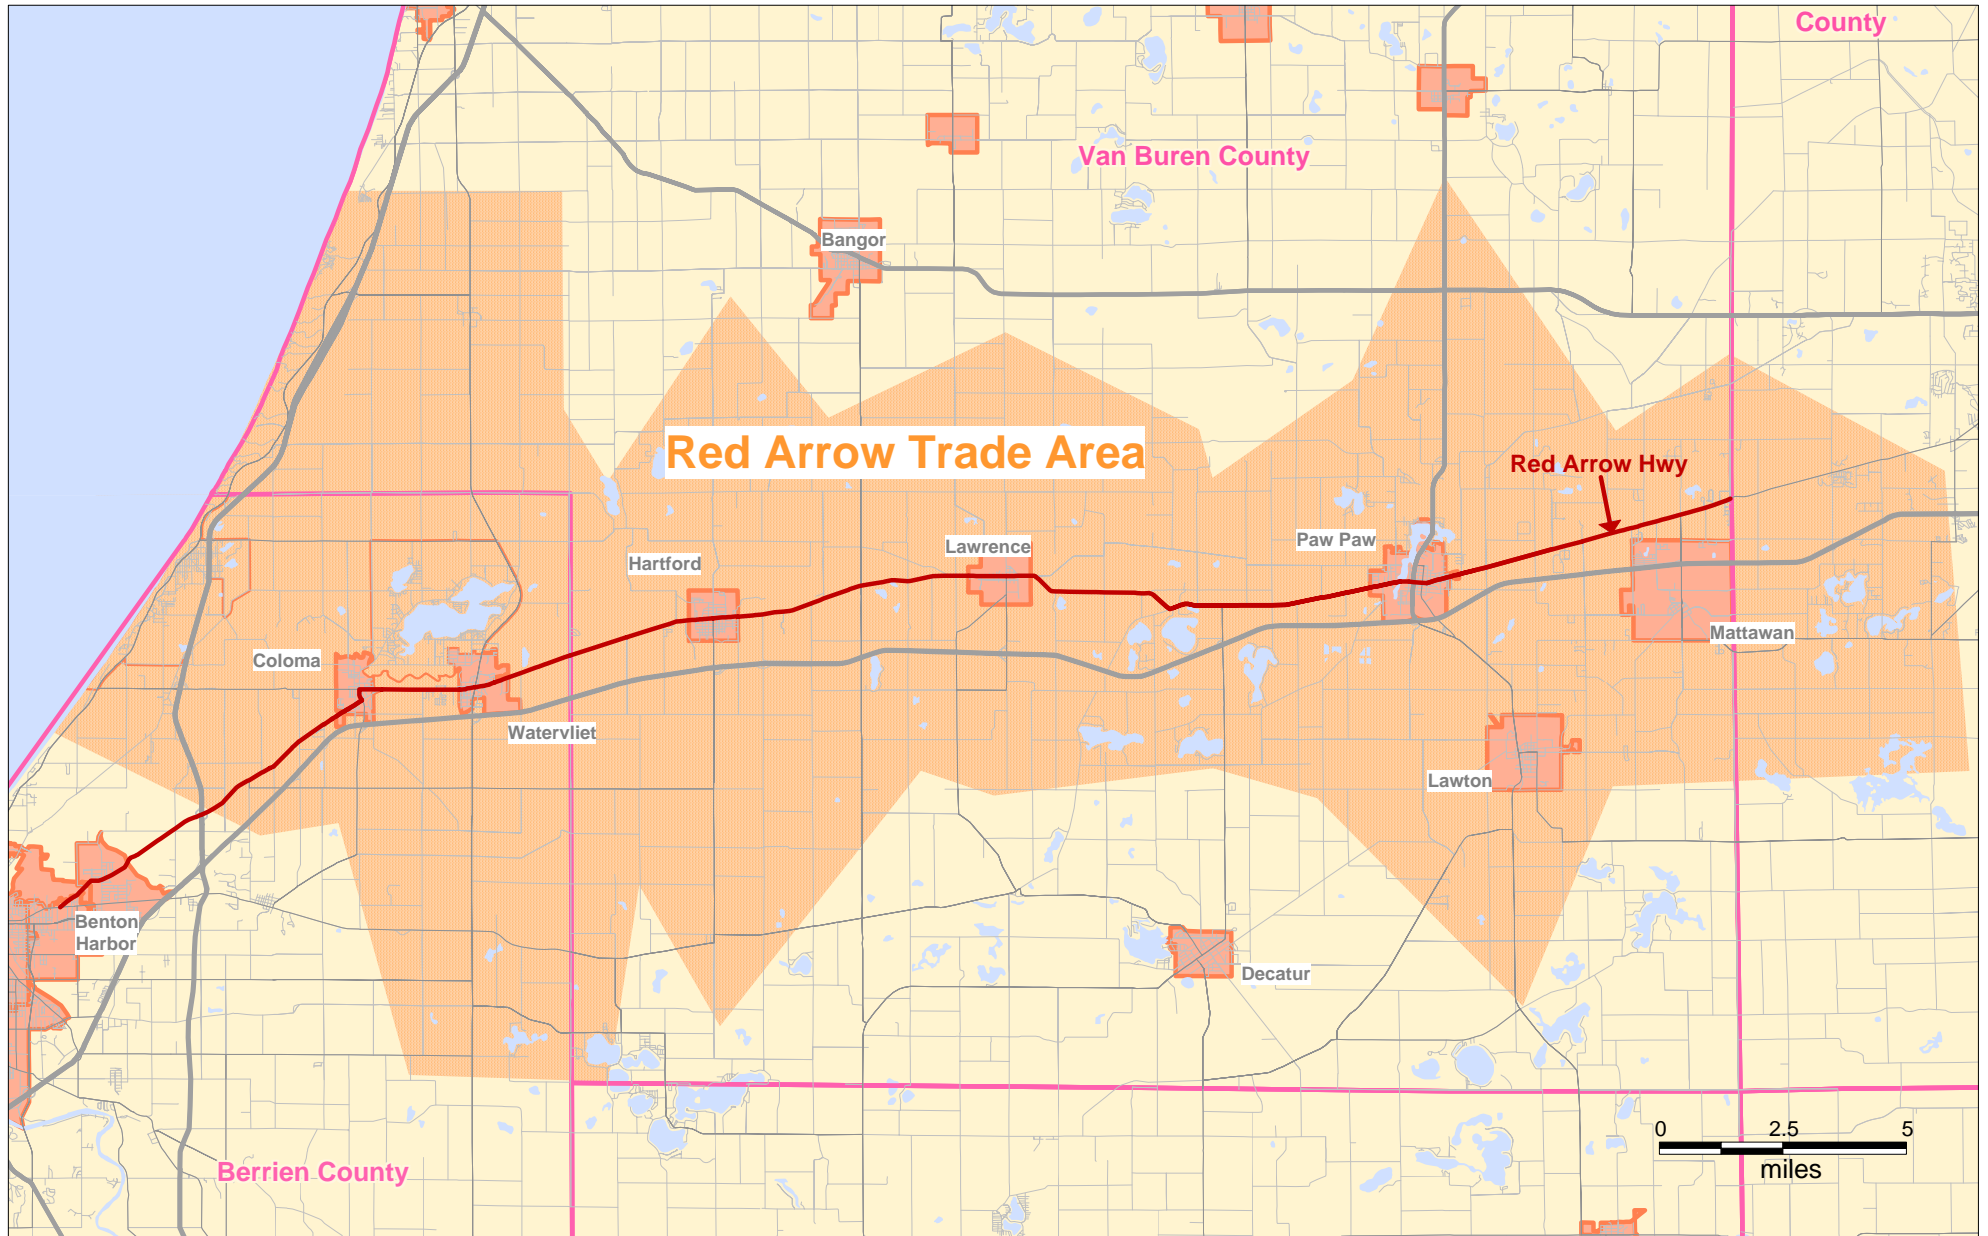 County
Van Buren County
Bangor
Red Arrow Trade Area
Red Arrow Hwy
Paw Paw
Lawrence
Hartford
Mattawan
Coloma
Watervliet
Lawton
Benton
Harbor
Decatur
0 2.5 5
miles
Berrien County